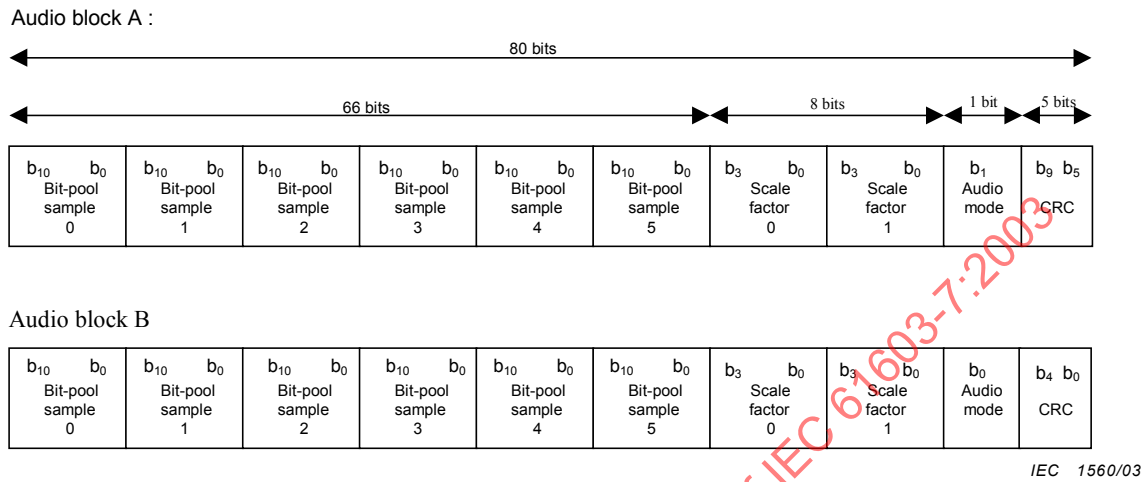 Audio block A :
80 bits
66 bits 8 bits 1 bit 5 bits
b₁₀ b₀ b₁₀ b₀ b₁₀ b₀ b₁₀ b₀ b₁₀ b₀ b₁₀ b₀ b₃ b₀ b₃ b₀ b₁ b₉ b₅
Bit-pool Bit-pool Bit-pool Bit-pool Bit-pool Bit-pool Scale Scale Audio
sample sample sample sample sample sample factor factor mode CRC
0 1 2 3 4 5 0 1
Audio block B
b₁₀ b₀ b₁₀ b₀ b₁₀ b₀ b₁₀ b₀ b₁₀ b₀ b₁₀ b₀ b₃ b₀ b₃ b₀ b₀ b₄ b₀
Bit-pool Bit-pool Bit-pool Bit-pool Bit-pool Bit-pool Scale Scale Audio
sample sample sample sample sample sample factor factor mode CRC
0 1 2 3 4 5 0 1
IEC 61603-7:2003
IEC 1560/03